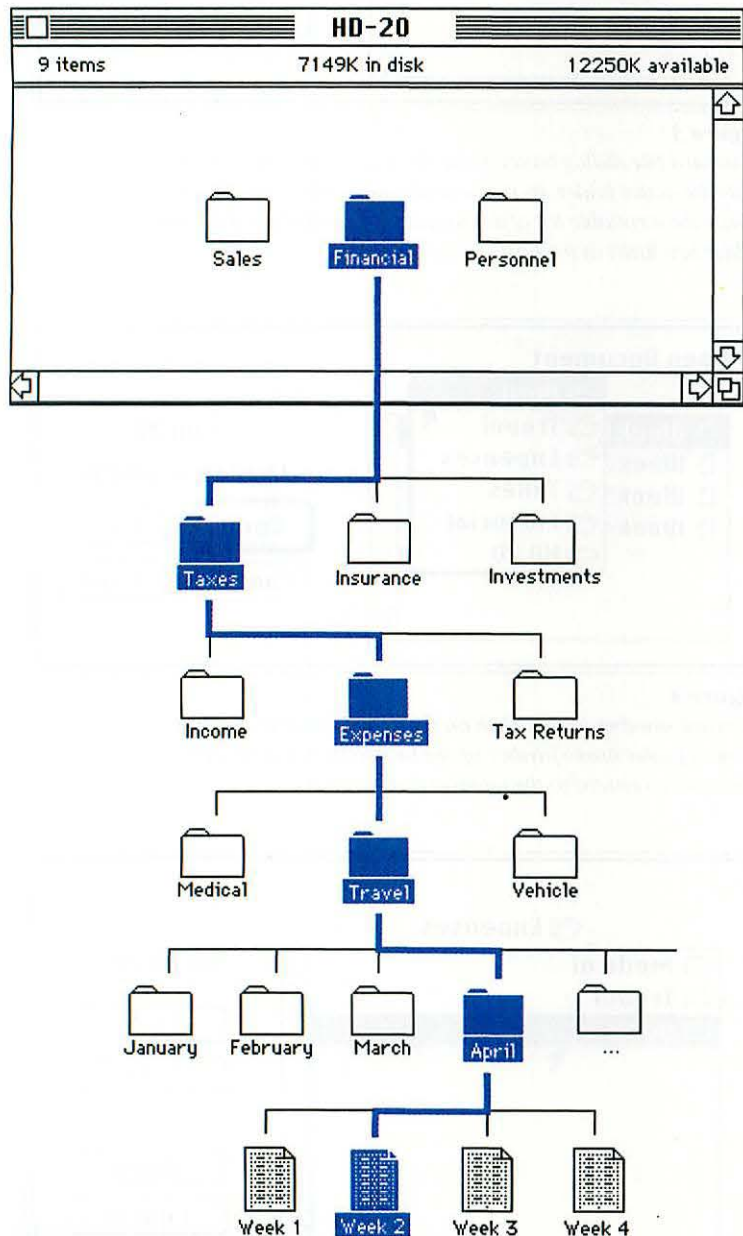 HD-20
9 items 7149K in disk 12250K available
Sales Financial Personnel
Taxes Insurance Investments
Income Expenses Tax Returns
Medical Travel Vehicle
January February March April ...
Week 1 Week 2 Week 3 Week 4